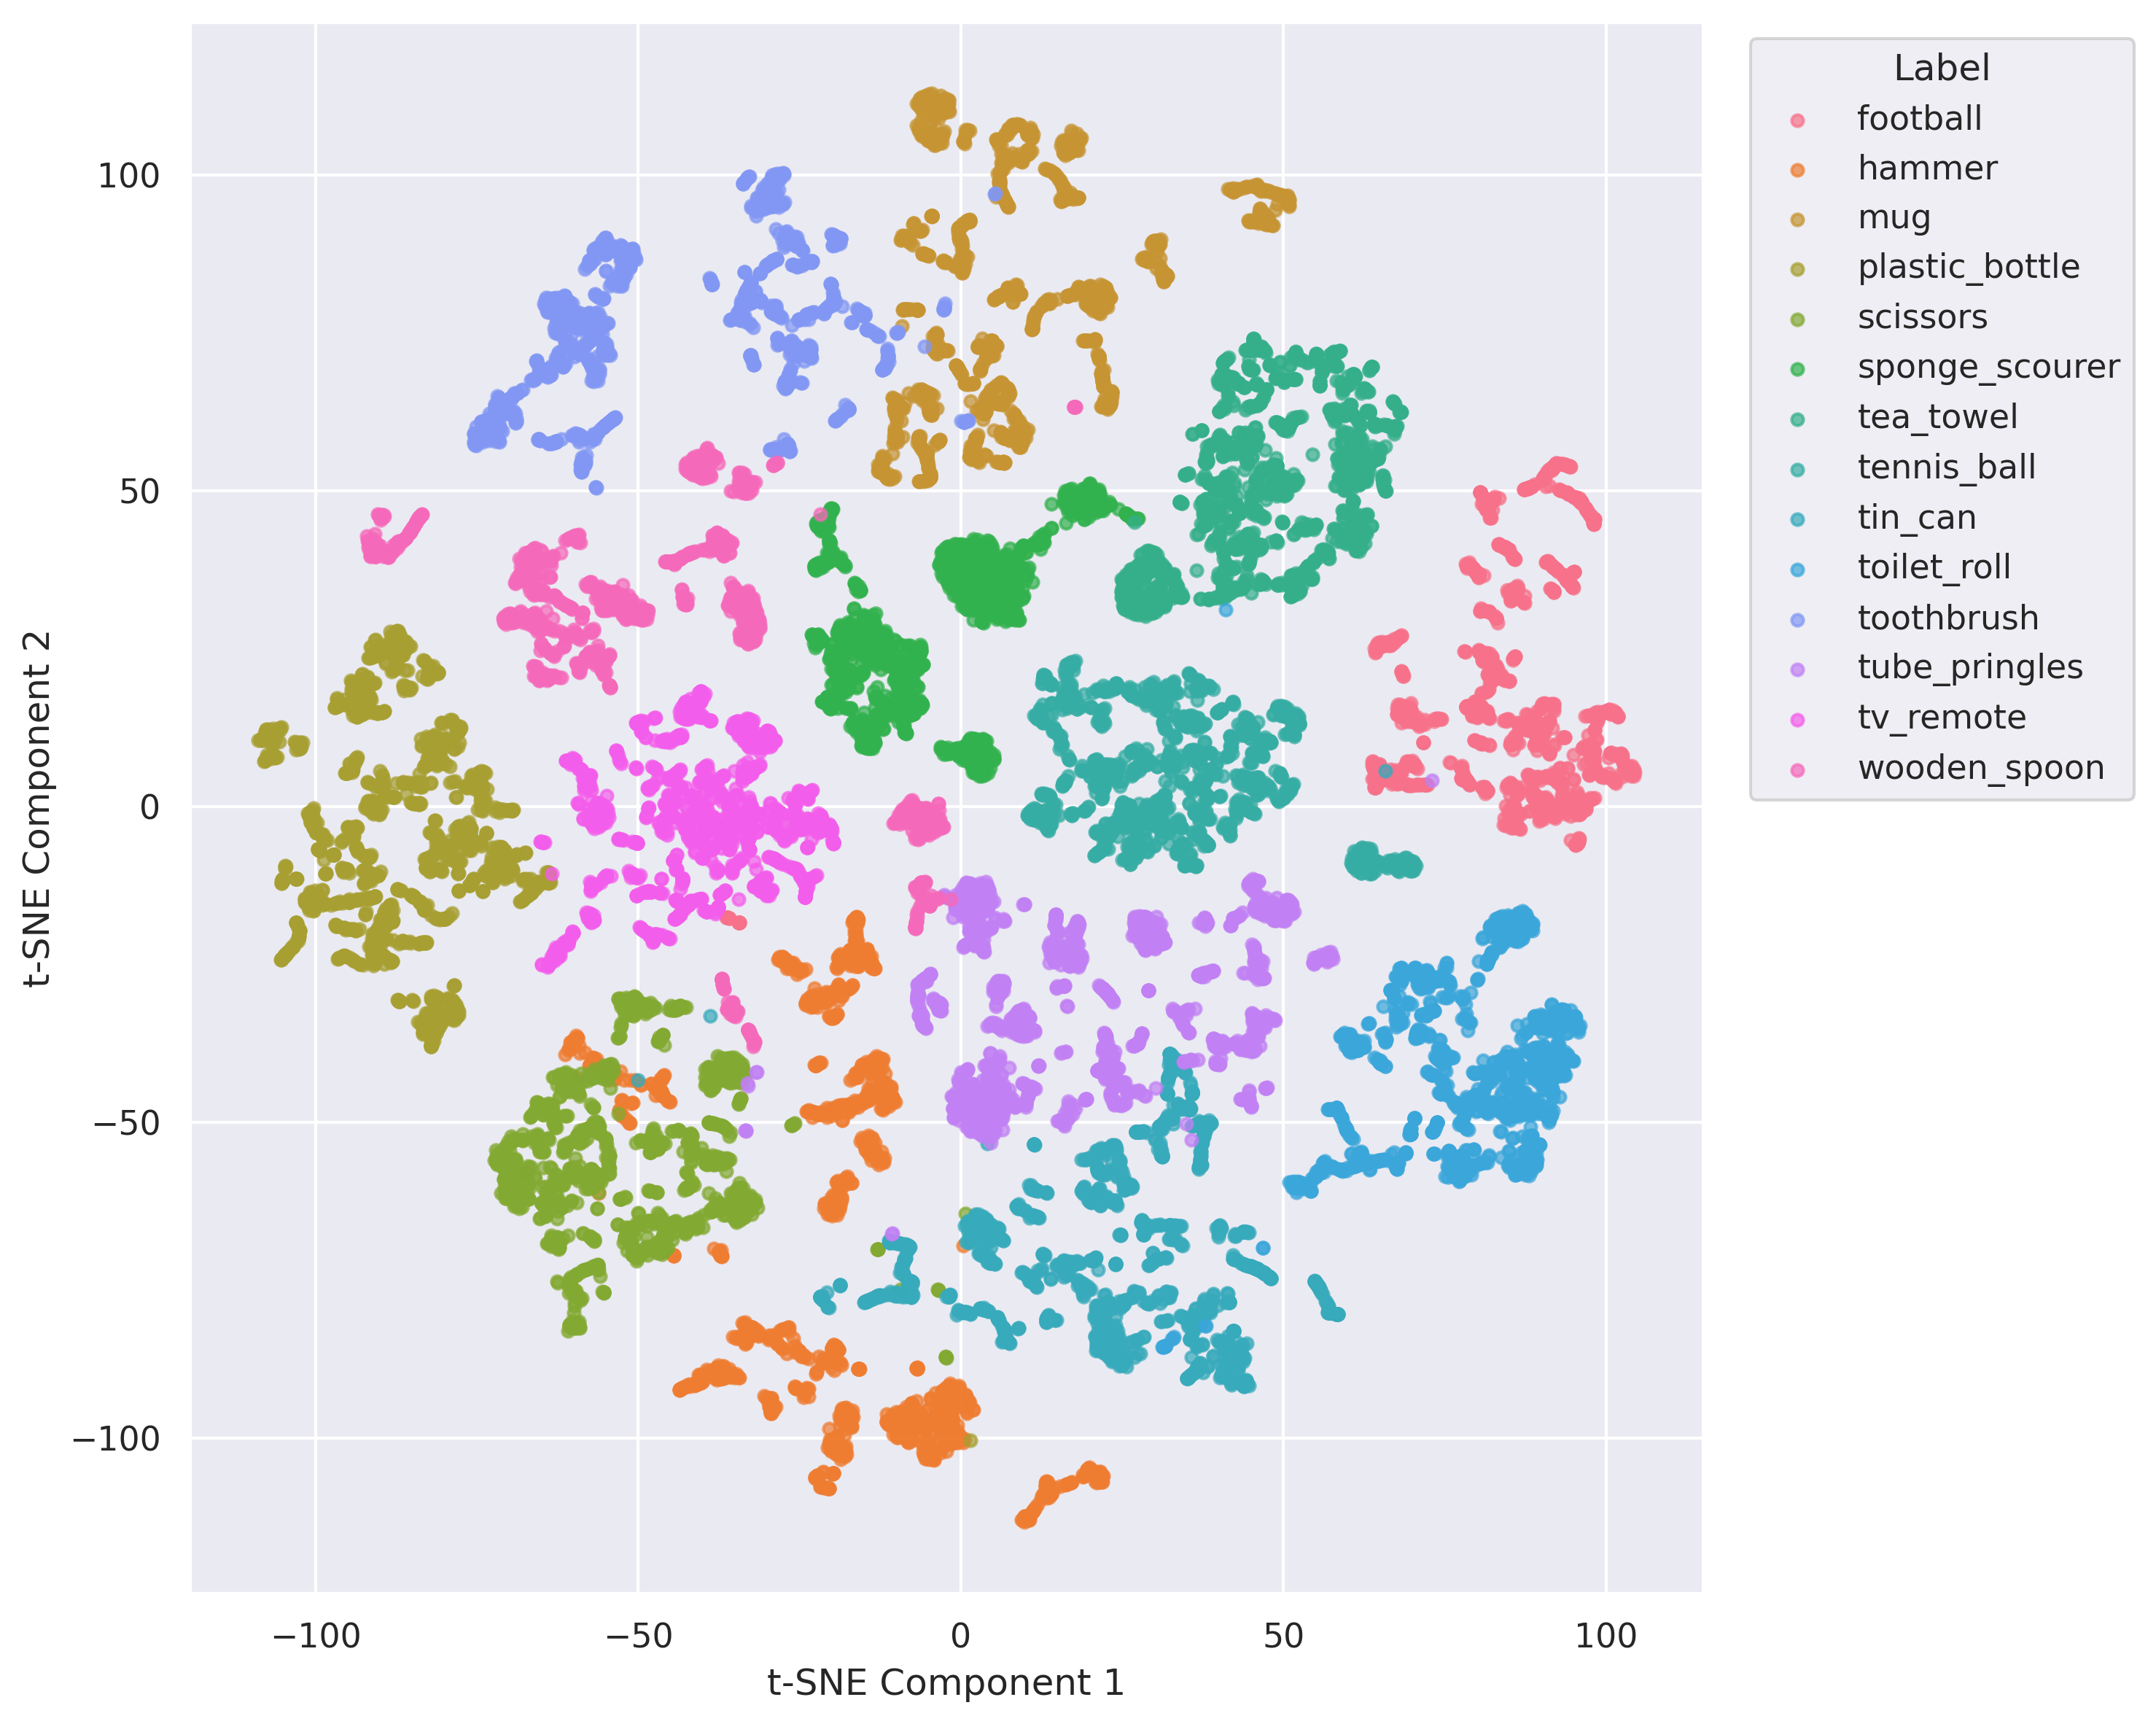 Label
football
hammer
mug
plastic_bottle
scissors
sponge_scourer
tea_towel
tennis_ball
tin_can
toilet_roll
toothbrush
tube_pringles
tv_remote
wooden_spoon
100
50
0
−50
−100
t-SNE Component 2
−100
−50
0
50
100
t-SNE Component 1